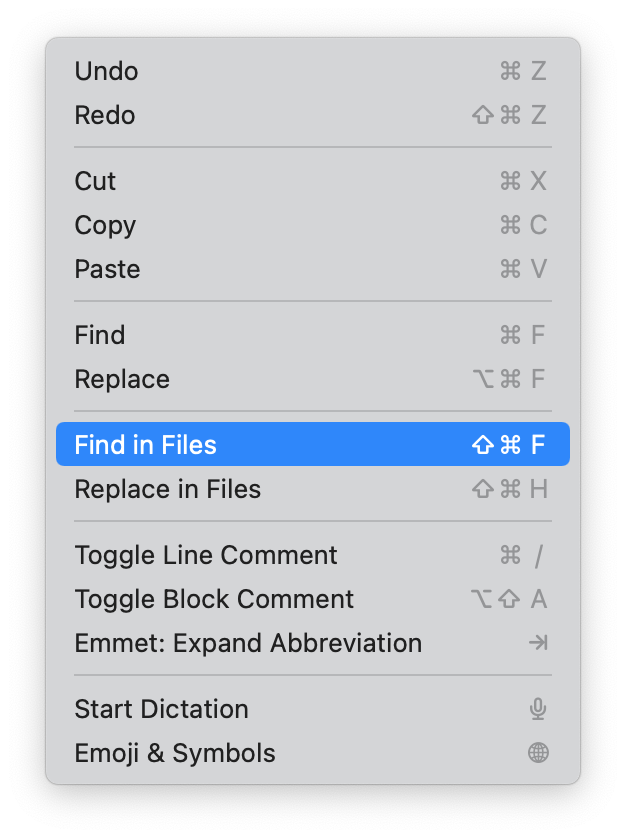 Undo ⌘ Z
Redo ⇧⌘ Z
Cut ⌘ X
Copy ⌘ C
Paste ⌘ V
Find ⌘ F
Replace ⌥⌘ F
Find in Files ⇧⌘ F
Replace in Files ⇧⌘ H
Toggle Line Comment ⌘ /
Toggle Block Comment ⌥⇧ A
Emmet: Expand Abbreviation ⇥
Start Dictation
Emoji & Symbols